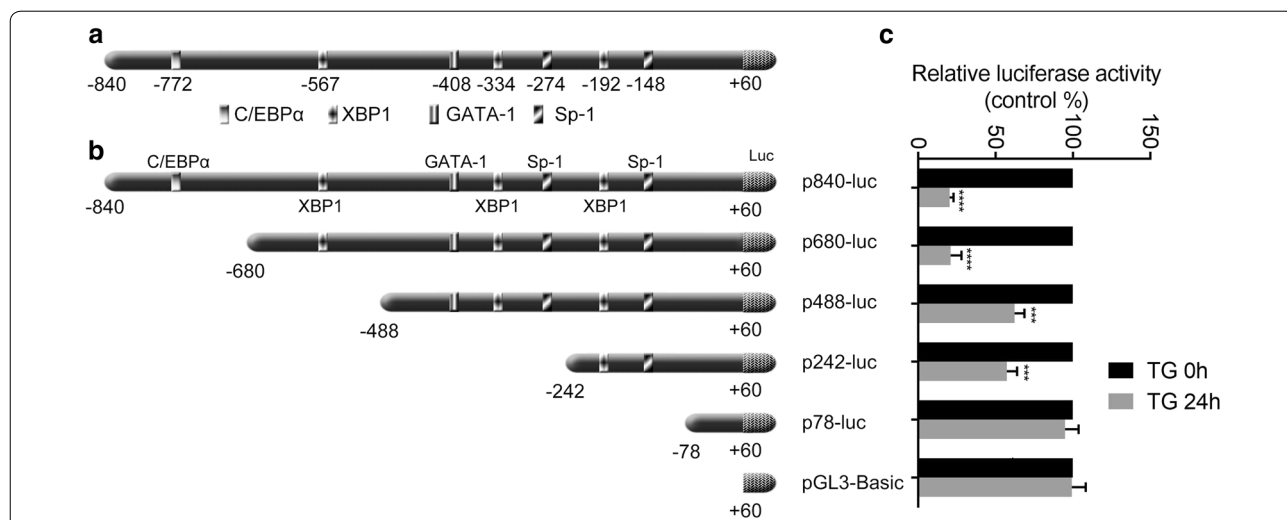 a
-840 -772 -567 -408 -334 -274 -192 -148 +60
C/EBPα XBP1 GATA-1 Sp-1
b
C/EBPα GATA-1 Sp-1 Sp-1 Luc
-840 XBP1 XBP1 XBP1 +60
-680 +60
-488 +60
-242 +60
-78 +60
+60
c
Relative luciferase activity
(control %)
0 50 100 150
p840-luc
****
p680-luc
****
p488-luc
***
p242-luc
***
p78-luc
pGL3-Basic
TG 0h
TG 24h